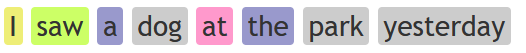 I saw a dog at the park yesterday